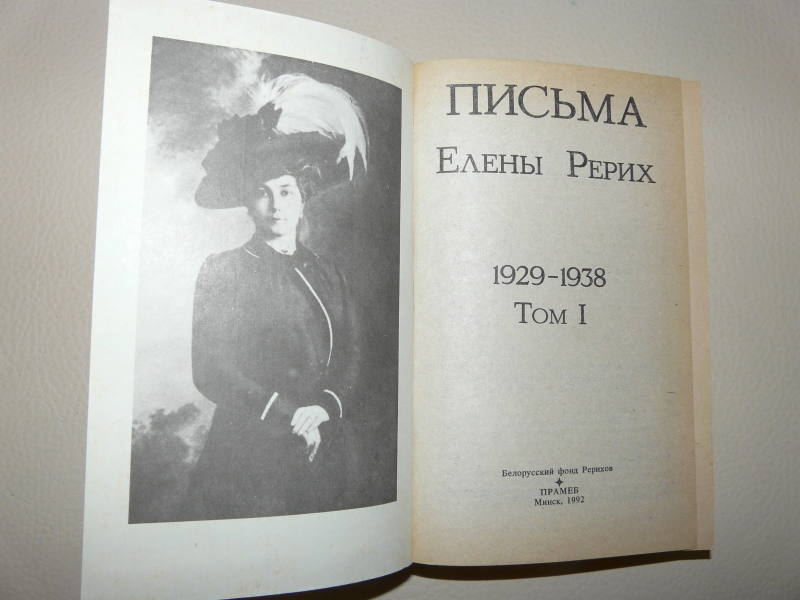 ПИСЬМА
ЕЛЕНЫ РЕРИХ
1929-1938
ТОМ I
Белорусский фонд Рерихов
ПРАМЕБ
Минск, 1992